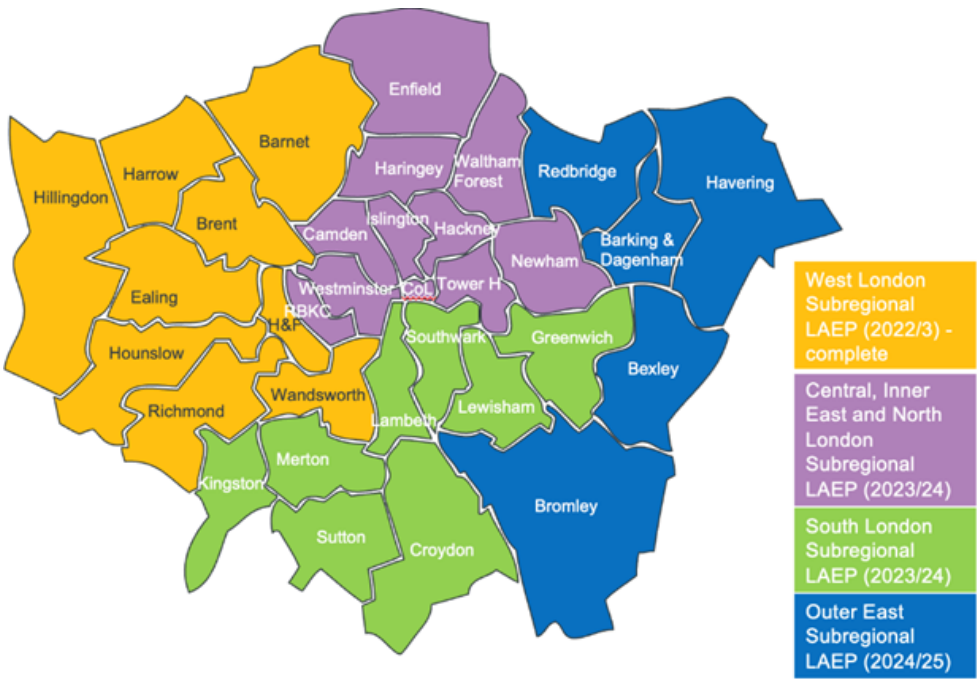 Enfield
Barnet
Haringey
Waltham
Forest
Redbridge
Havering
Harrow
Hillingdon
Brent
Islington
Camden
Hackney
Barking &
Dagenham
Newham
Ealing
Westminster
CoL
Tower H
RBKC
H&F
Hounslow
Southwark
Greenwich
Bexley
Wandsworth
Richmond
Lambeth
Lewisham
Merton
Kingston
Bromley
Sutton
Croydon
West London
Subregional
LAEP (2022/3) -
complete
Central, Inner
East and North
London
Subregional
LAEP (2023/24)
South London
Subregional
LAEP (2023/24)
Outer East
Subregional
LAEP (2024/25)